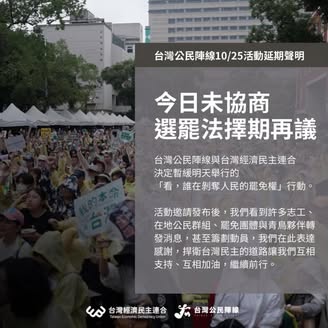 台灣公民陣線10/25活動延期聲明
今日未協商
選罷法擇期再議
台灣公民陣線與台灣經濟民主連合
決定暫緩明天舉行的
「看，誰在剝奪人民的罷免權」行動。
活動邀請發布後，我們看到許多志工、
在地公民群組、罷免團體與青鳥夥伴轉
發消息，甚至籌劃動員，我們在此表達
感謝，捍衛台灣民主的道路讓我們互相
支持、互相加油，繼續前行。
我的本命
台灣
台灣經濟民主連合
Taiwan Economic Democracy Union
台灣公民陣線